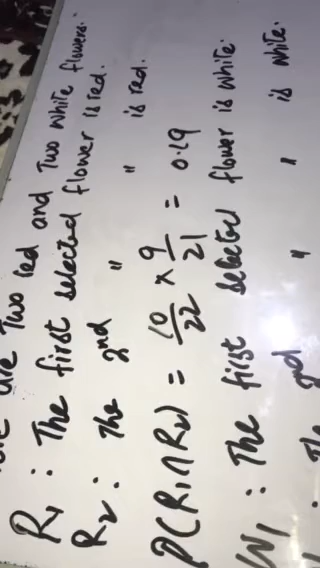 are Two red and Two white flowers."
R1 : The first selected flower is red.
R2 : The 2nd " " is red.
P(R1∩R2) = 10/22 × 9/21 = 0.19
W1 : The first selected flower is white.
: The 2nd " " is white.